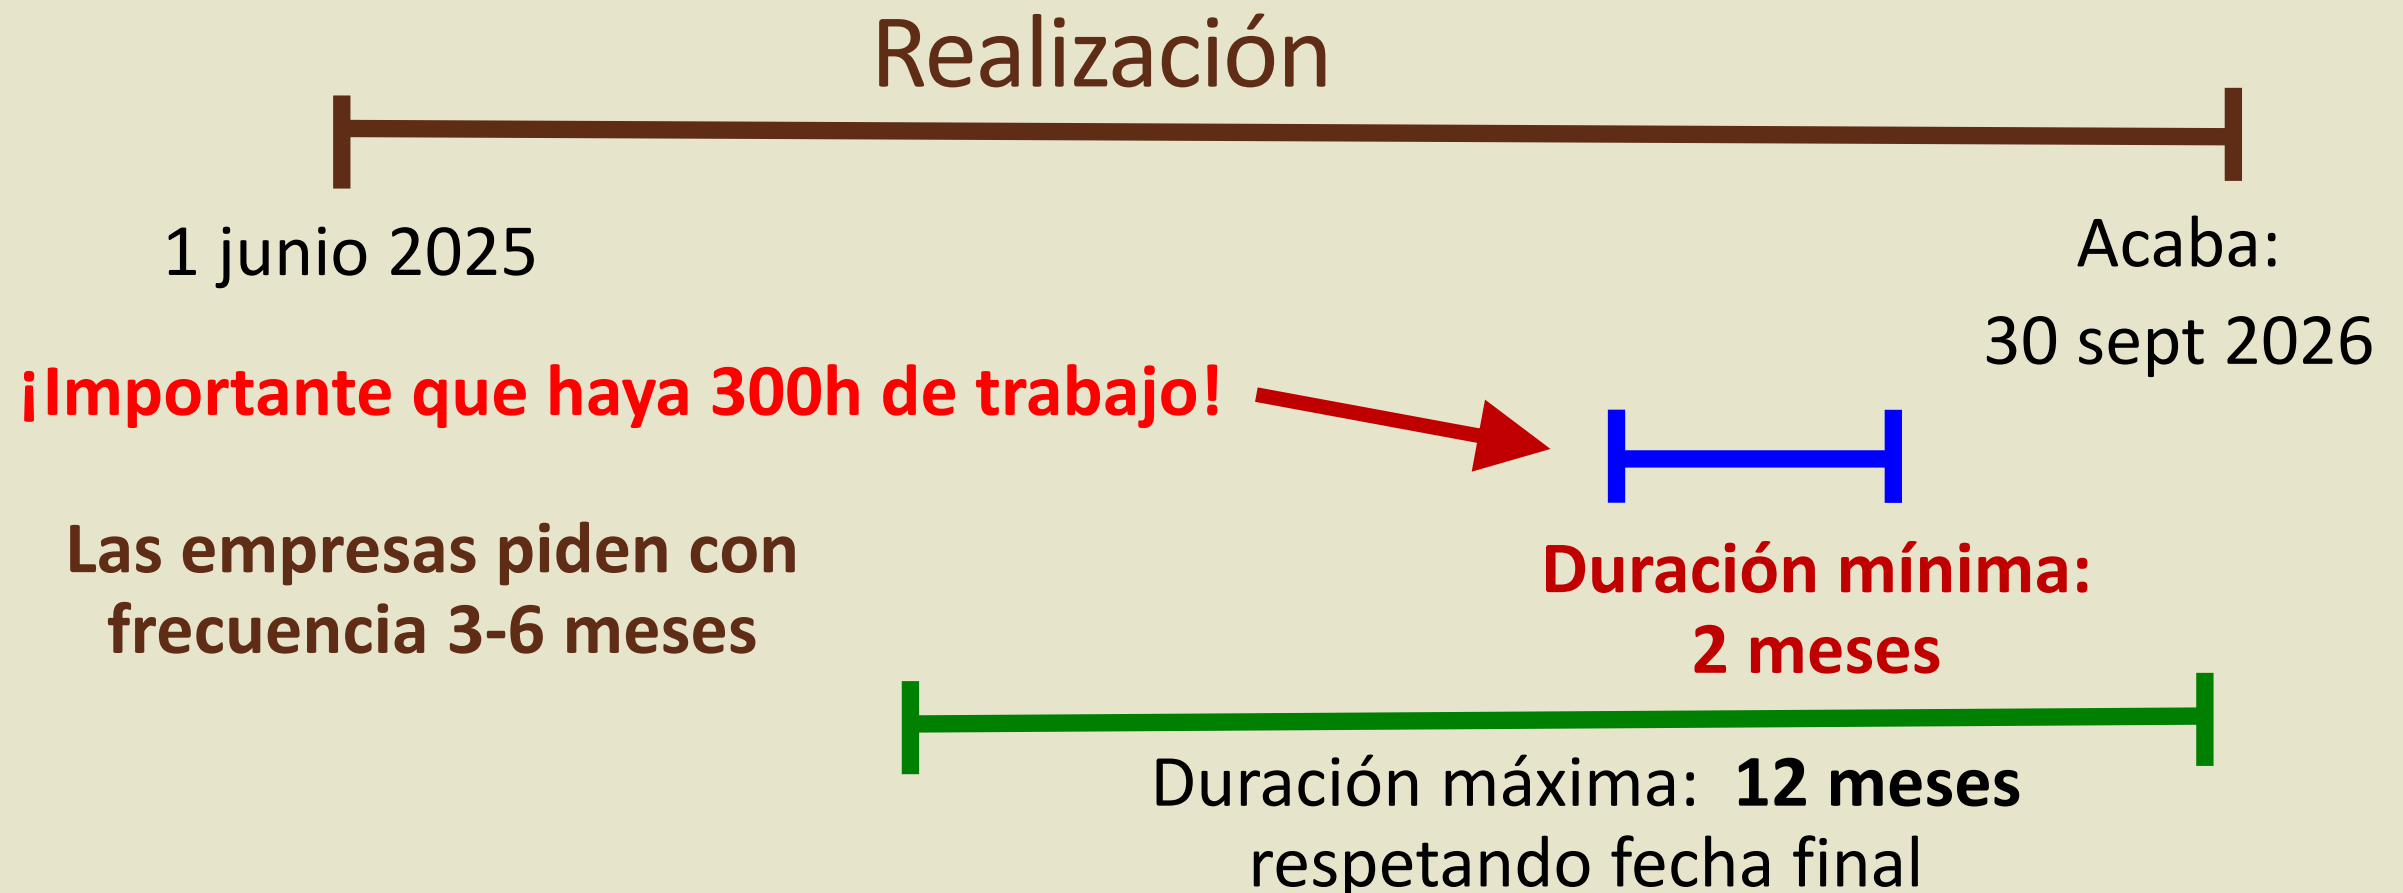 Realización
1 junio 2025
Acaba:
30 sept 2026
¡Importante que haya 300h de trabajo!
Las empresas piden con
frecuencia 3-6 meses
Duración mínima:
2 meses
Duración máxima: 12 meses
respetando fecha final